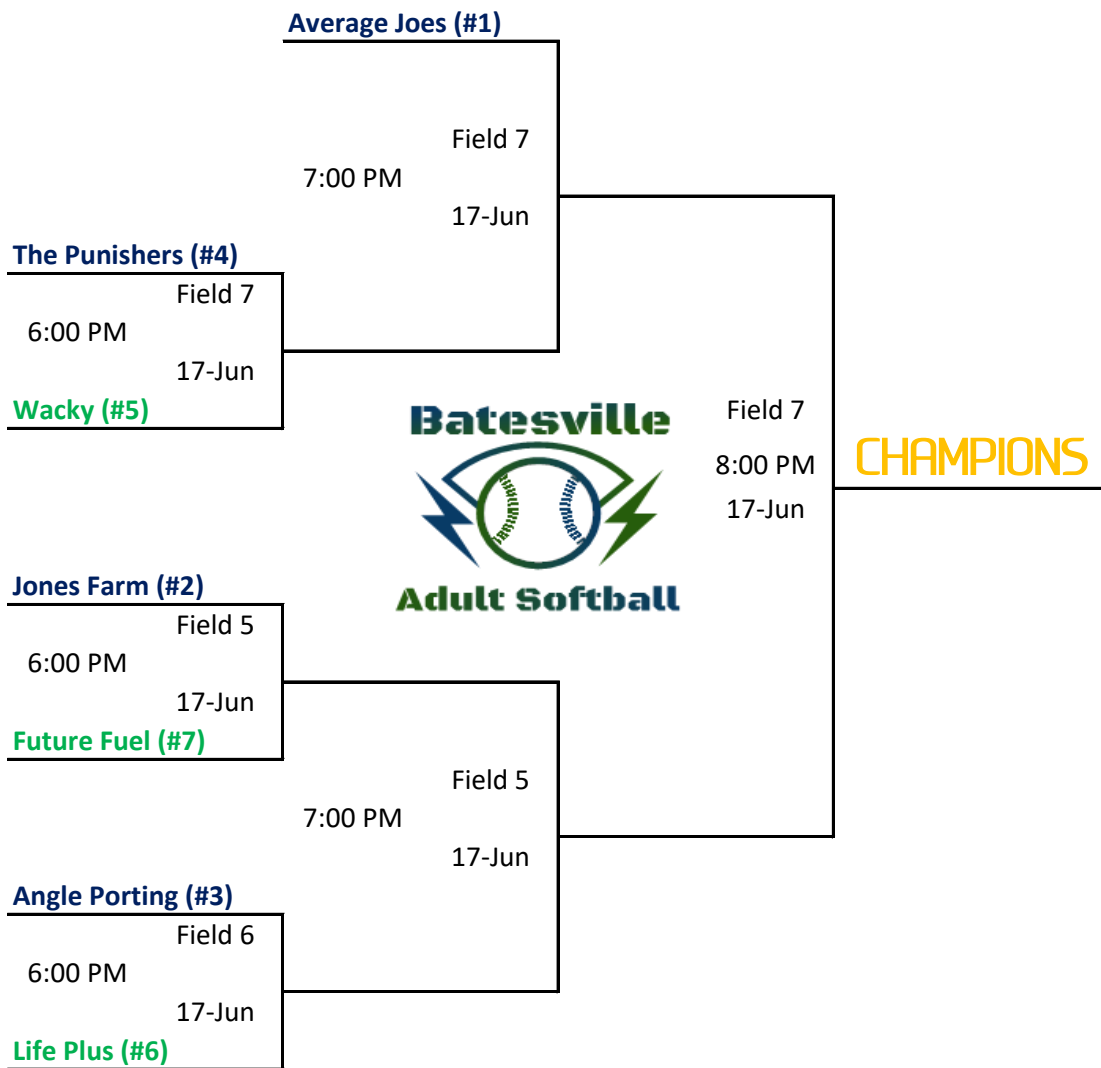 Average Joes (#1)
Field 7
7:00 PM
17-Jun
The Punishers (#4)
Field 7
6:00 PM
17-Jun
Wacky (#5)
Batesville
Adult Softball
Field 7
8:00 PM
17-Jun
CHAMPIONS
Jones Farm (#2)
Field 5
6:00 PM
17-Jun
Future Fuel (#7)
Field 5
7:00 PM
17-Jun
Angle Porting (#3)
Field 6
6:00 PM
17-Jun
Life Plus (#6)